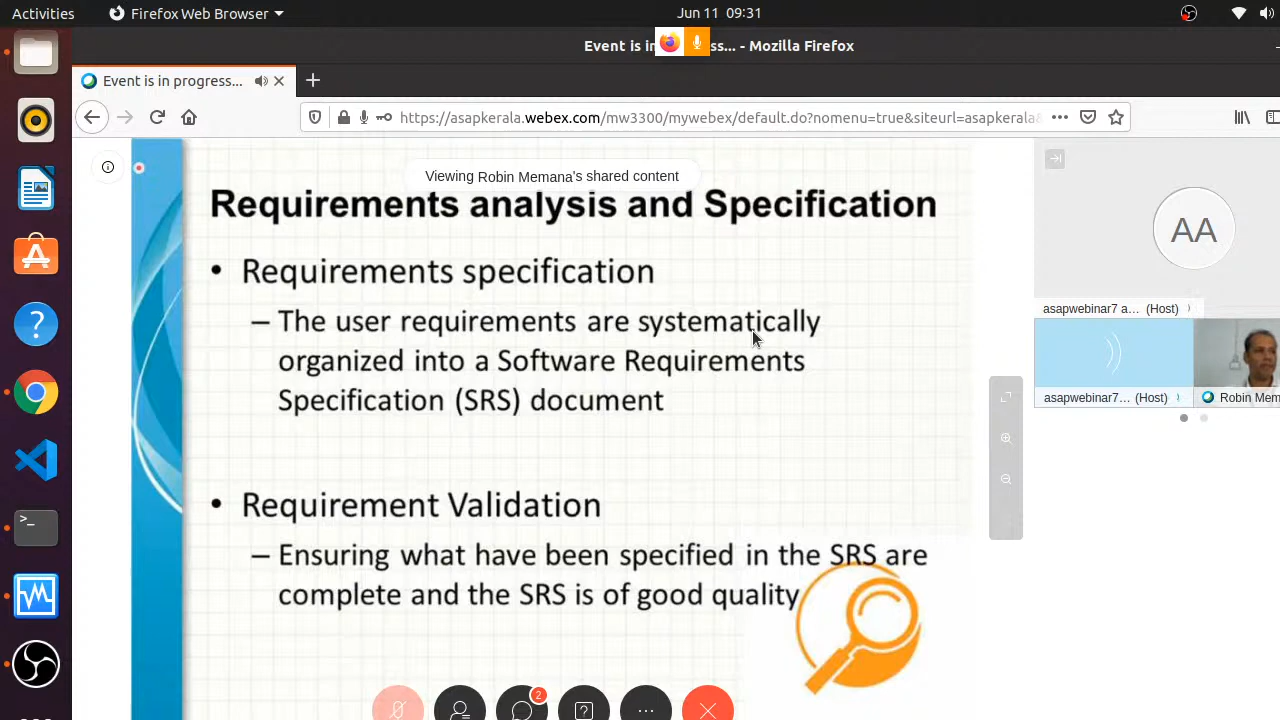 Activities
Firefox Web Browser
Jun 11 09:31
Event is in
s... - Mozilla Firefox
Event is in progress...
https://asapkerala.webex.com/mw3300/mywebex/default.do?nomenu=true&siteurl=asapkerala&
Viewing Robin Memana's shared content
Requirements analysis and Specification
• Requirements specification
– The user requirements are systematically
organized into a Software Requirements
Specification (SRS) document
• Requirement Validation
– Ensuring what have been specified in the SRS are
complete and the SRS is of good quality
AA
asapwebinar7 a... (Host)
asapwebinar7... (Host)
Robin Mem
2